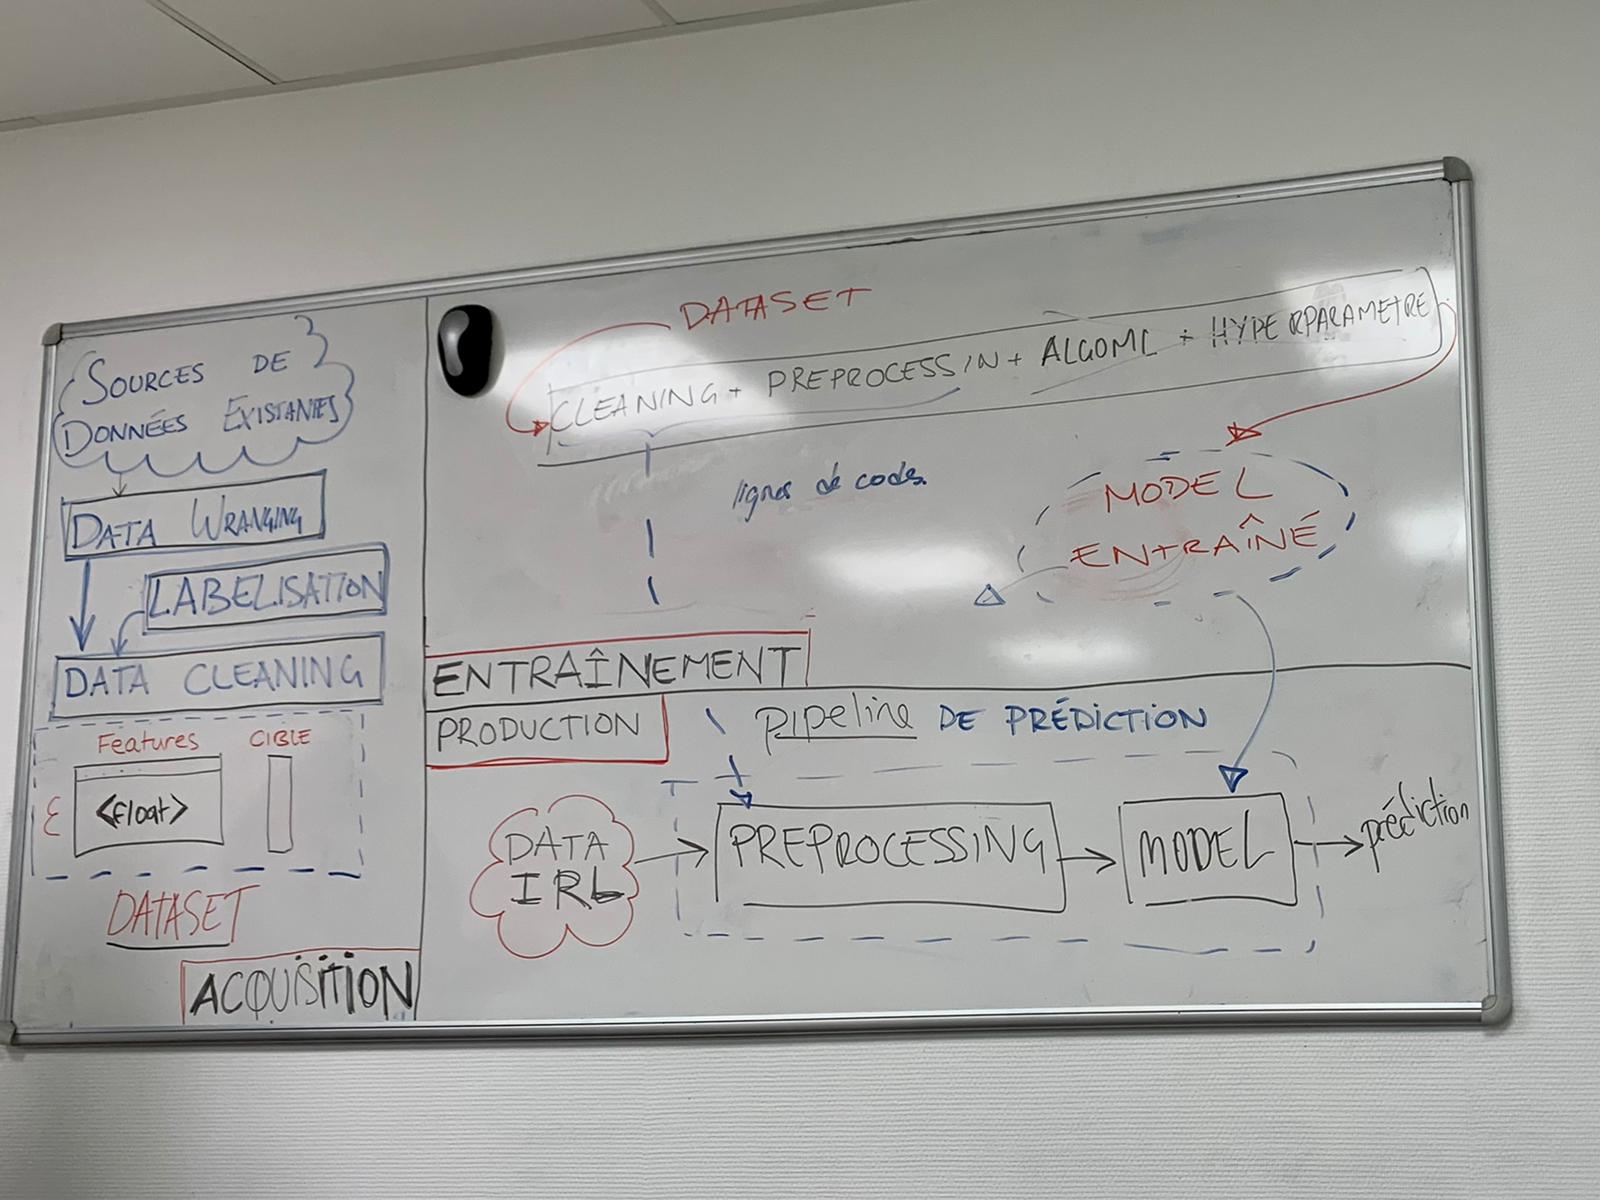 SOURCES DE
DONNÉES EXISTANTES
DATA WRANGING
LABELISATION
DATA CLEANING
Features CIBLE
<float>
DATASET
ACQUISITION
DATASET
CLEANING + PREPROCESSIN + ALGOML + HYPERPARAMETRE
lignes de codes
MODEL
ENTRAÎNÉ
ENTRAÎNEMENT
PRODUCTION
pipeline DE PRÉDICTION
DATA
IRL
PREPROCESSING
MODEL
prédiction